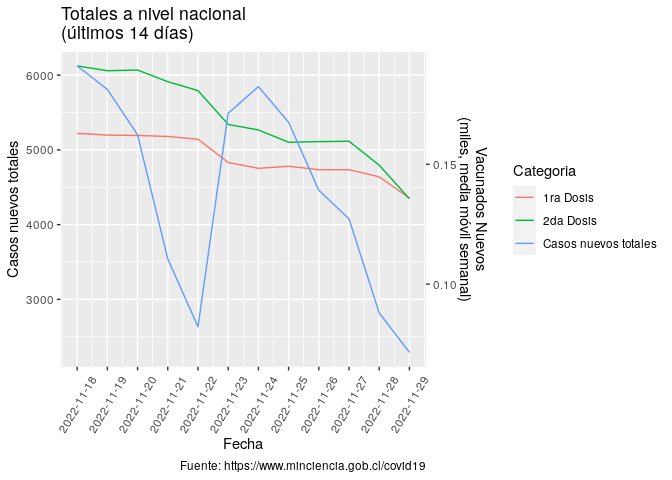 Totales a nivel nacional
(últimos 14 días)
Casos nuevos totales
6000
5000
4000
3000
0.15
0.10
Vacunados Nuevos
(miles, media móvil semanal)
2022-11-18
2022-11-19
2022-11-20
2022-11-21
2022-11-22
2022-11-23
2022-11-24
2022-11-25
2022-11-26
2022-11-27
2022-11-28
2022-11-29
Fecha
Categoria
1ra Dosis
2da Dosis
Casos nuevos totales
Fuente: https://www.minciencia.gob.cl/covid19